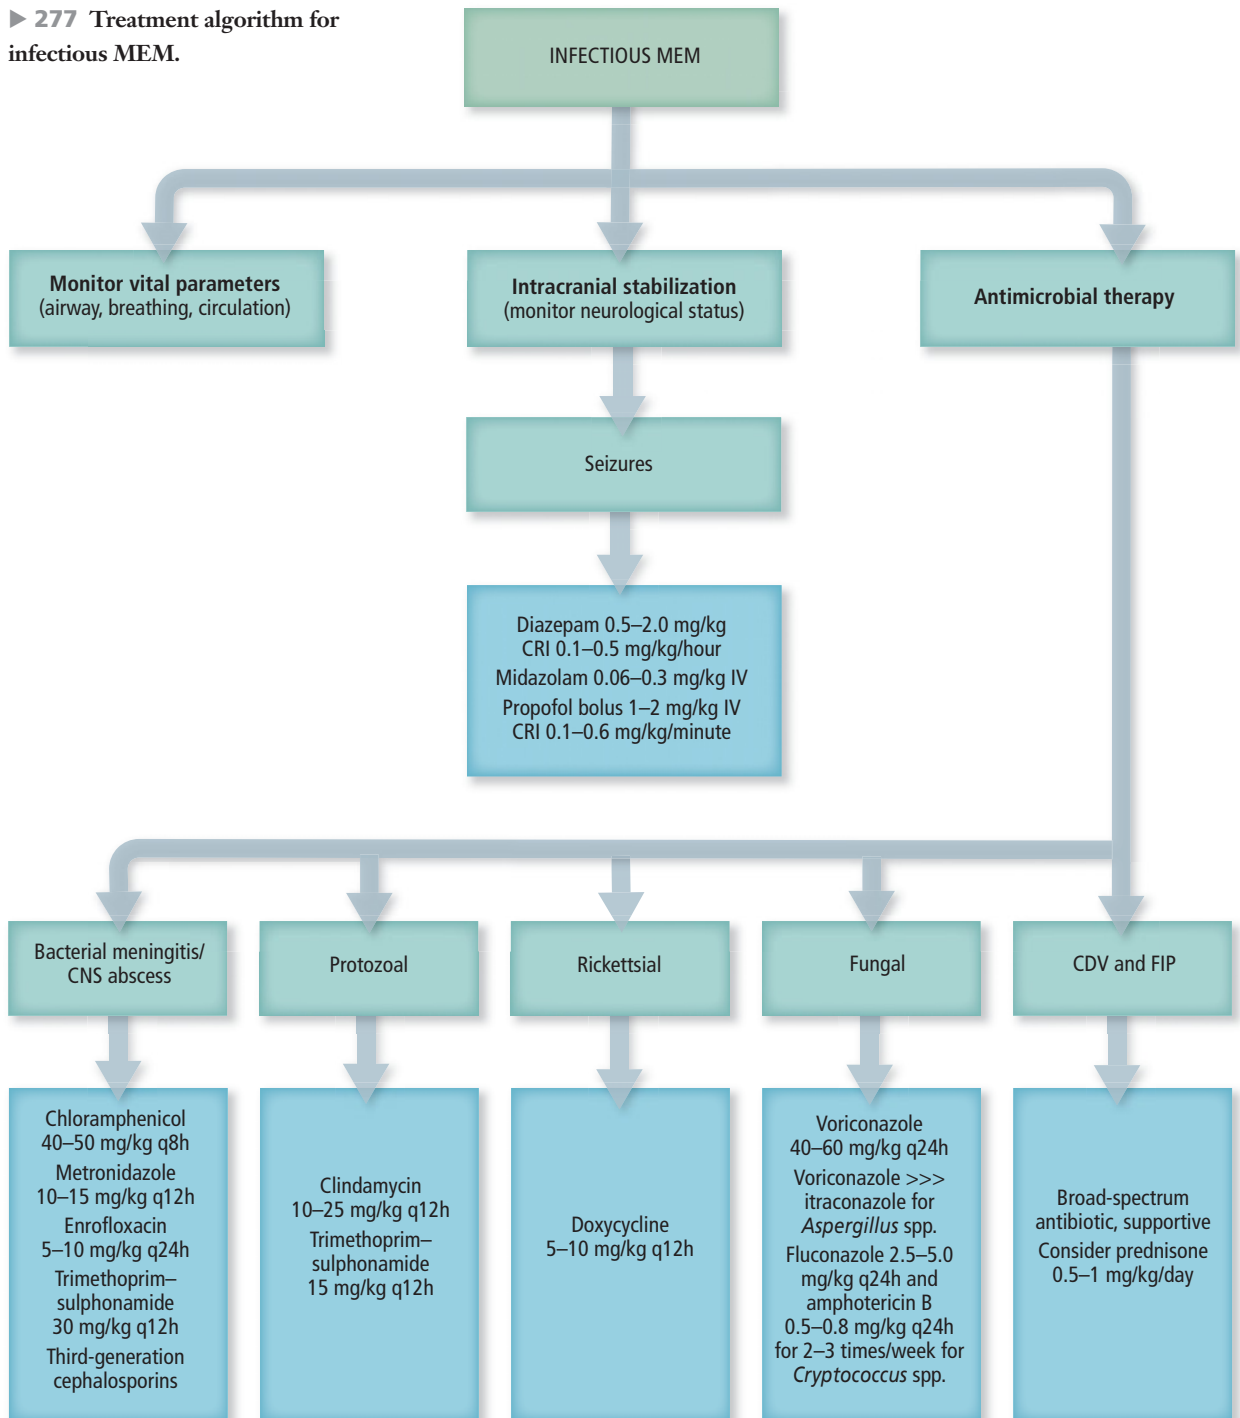 ▶ 277 Treatment algorithm for
infectious MEM.
INFECTIOUS MEM
Monitor vital parameters
(airway, breathing, circulation)
Intracranial stabilization
(monitor neurological status)
Antimicrobial therapy
Seizures
Diazepam 0.5–2.0 mg/kg
CRI 0.1–0.5 mg/kg/hour
Midazolam 0.06–0.3 mg/kg IV
Propofol bolus 1–2 mg/kg IV
CRI 0.1–0.6 mg/kg/minute
Bacterial meningitis/
CNS abscess
Protozoal
Rickettsial
Fungal
CDV and FIP
Chloramphenicol
40–50 mg/kg q8h
Metronidazole
10–15 mg/kg q12h
Enrofloxacin
5–10 mg/kg q24h
Trimethoprim–
sulphonamide
30 mg/kg q12h
Third-generation
cephalosporins
Clindamycin
10–25 mg/kg q12h
Trimethoprim–
sulphonamide
15 mg/kg q12h
Doxycycline
5–10 mg/kg q12h
Voriconazole
40–60 mg/kg q24h
Voriconazole >>>
itraconazole for
Aspergillus spp.
Fluconazole 2.5–5.0
mg/kg q24h and
amphotericin B
0.5–0.8 mg/kg q24h
for 2–3 times/week for
Cryptococcus spp.
Broad-spectrum
antibiotic, supportive
Consider prednisone
0.5–1 mg/kg/day